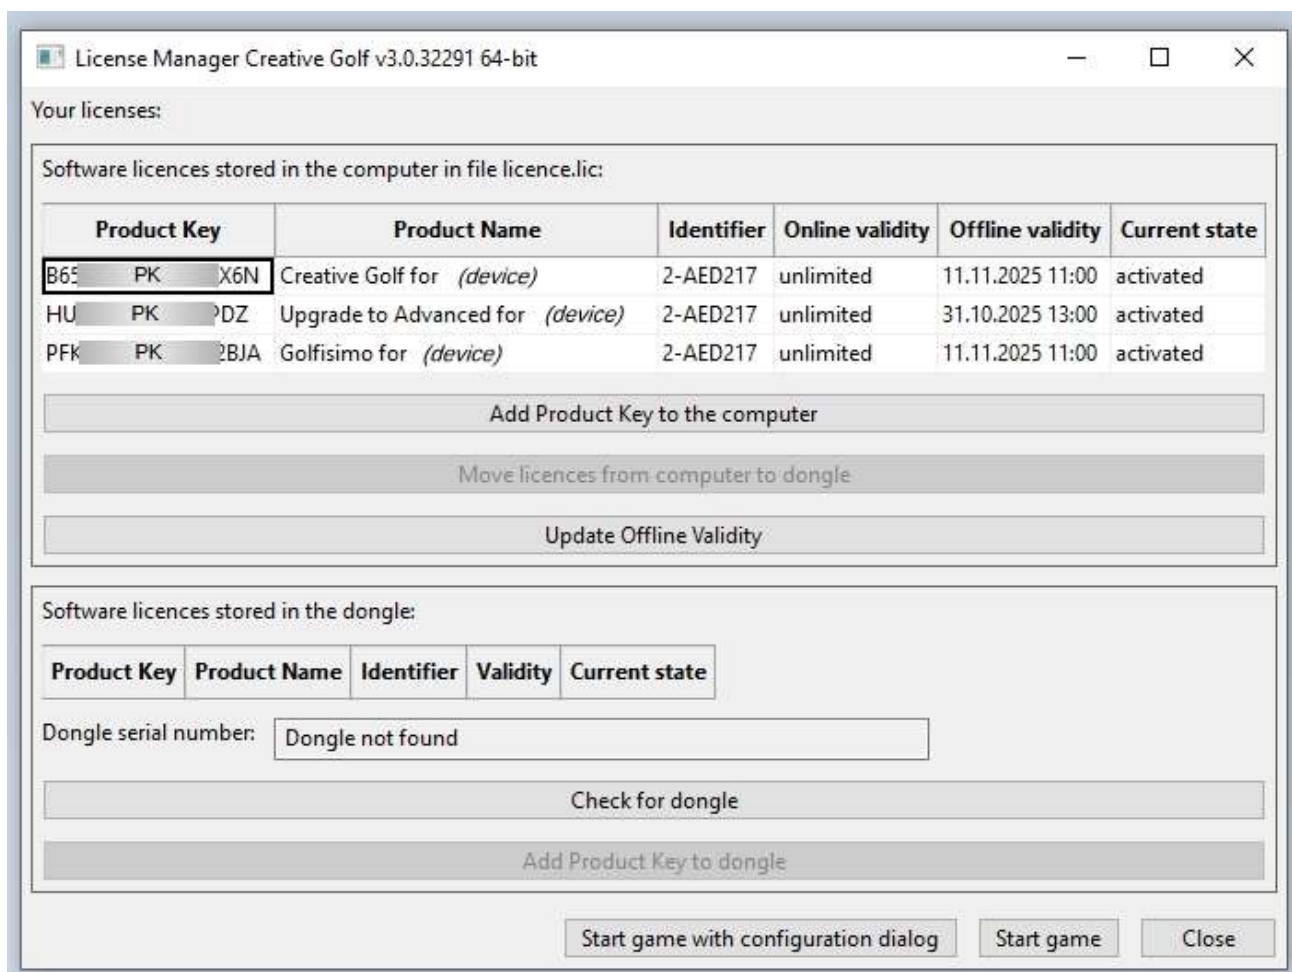 License Manager Creative Golf v3.0.32291 64-bit
Your licenses:
Software licences stored in the computer in file licence.lic:
Product Key Product Name Identifier Online validity Offline validity Current state
B65 PK X6N Creative Golf for (device) 2-AED217 unlimited 11.11.2025 11:00 activated
HU PK PDZ Upgrade to Advanced for (device) 2-AED217 unlimited 31.10.2025 13:00 activated
PFK PK 2BJA Golfisimo for (device) 2-AED217 unlimited 11.11.2025 11:00 activated
Add Product Key to the computer
Move licences from computer to dongle
Update Offline Validity
Software licences stored in the dongle:
Product Key Product Name Identifier Validity Current state
Dongle serial number: Dongle not found
Check for dongle
Add Product Key to dongle
Start game with configuration dialog Start game Close